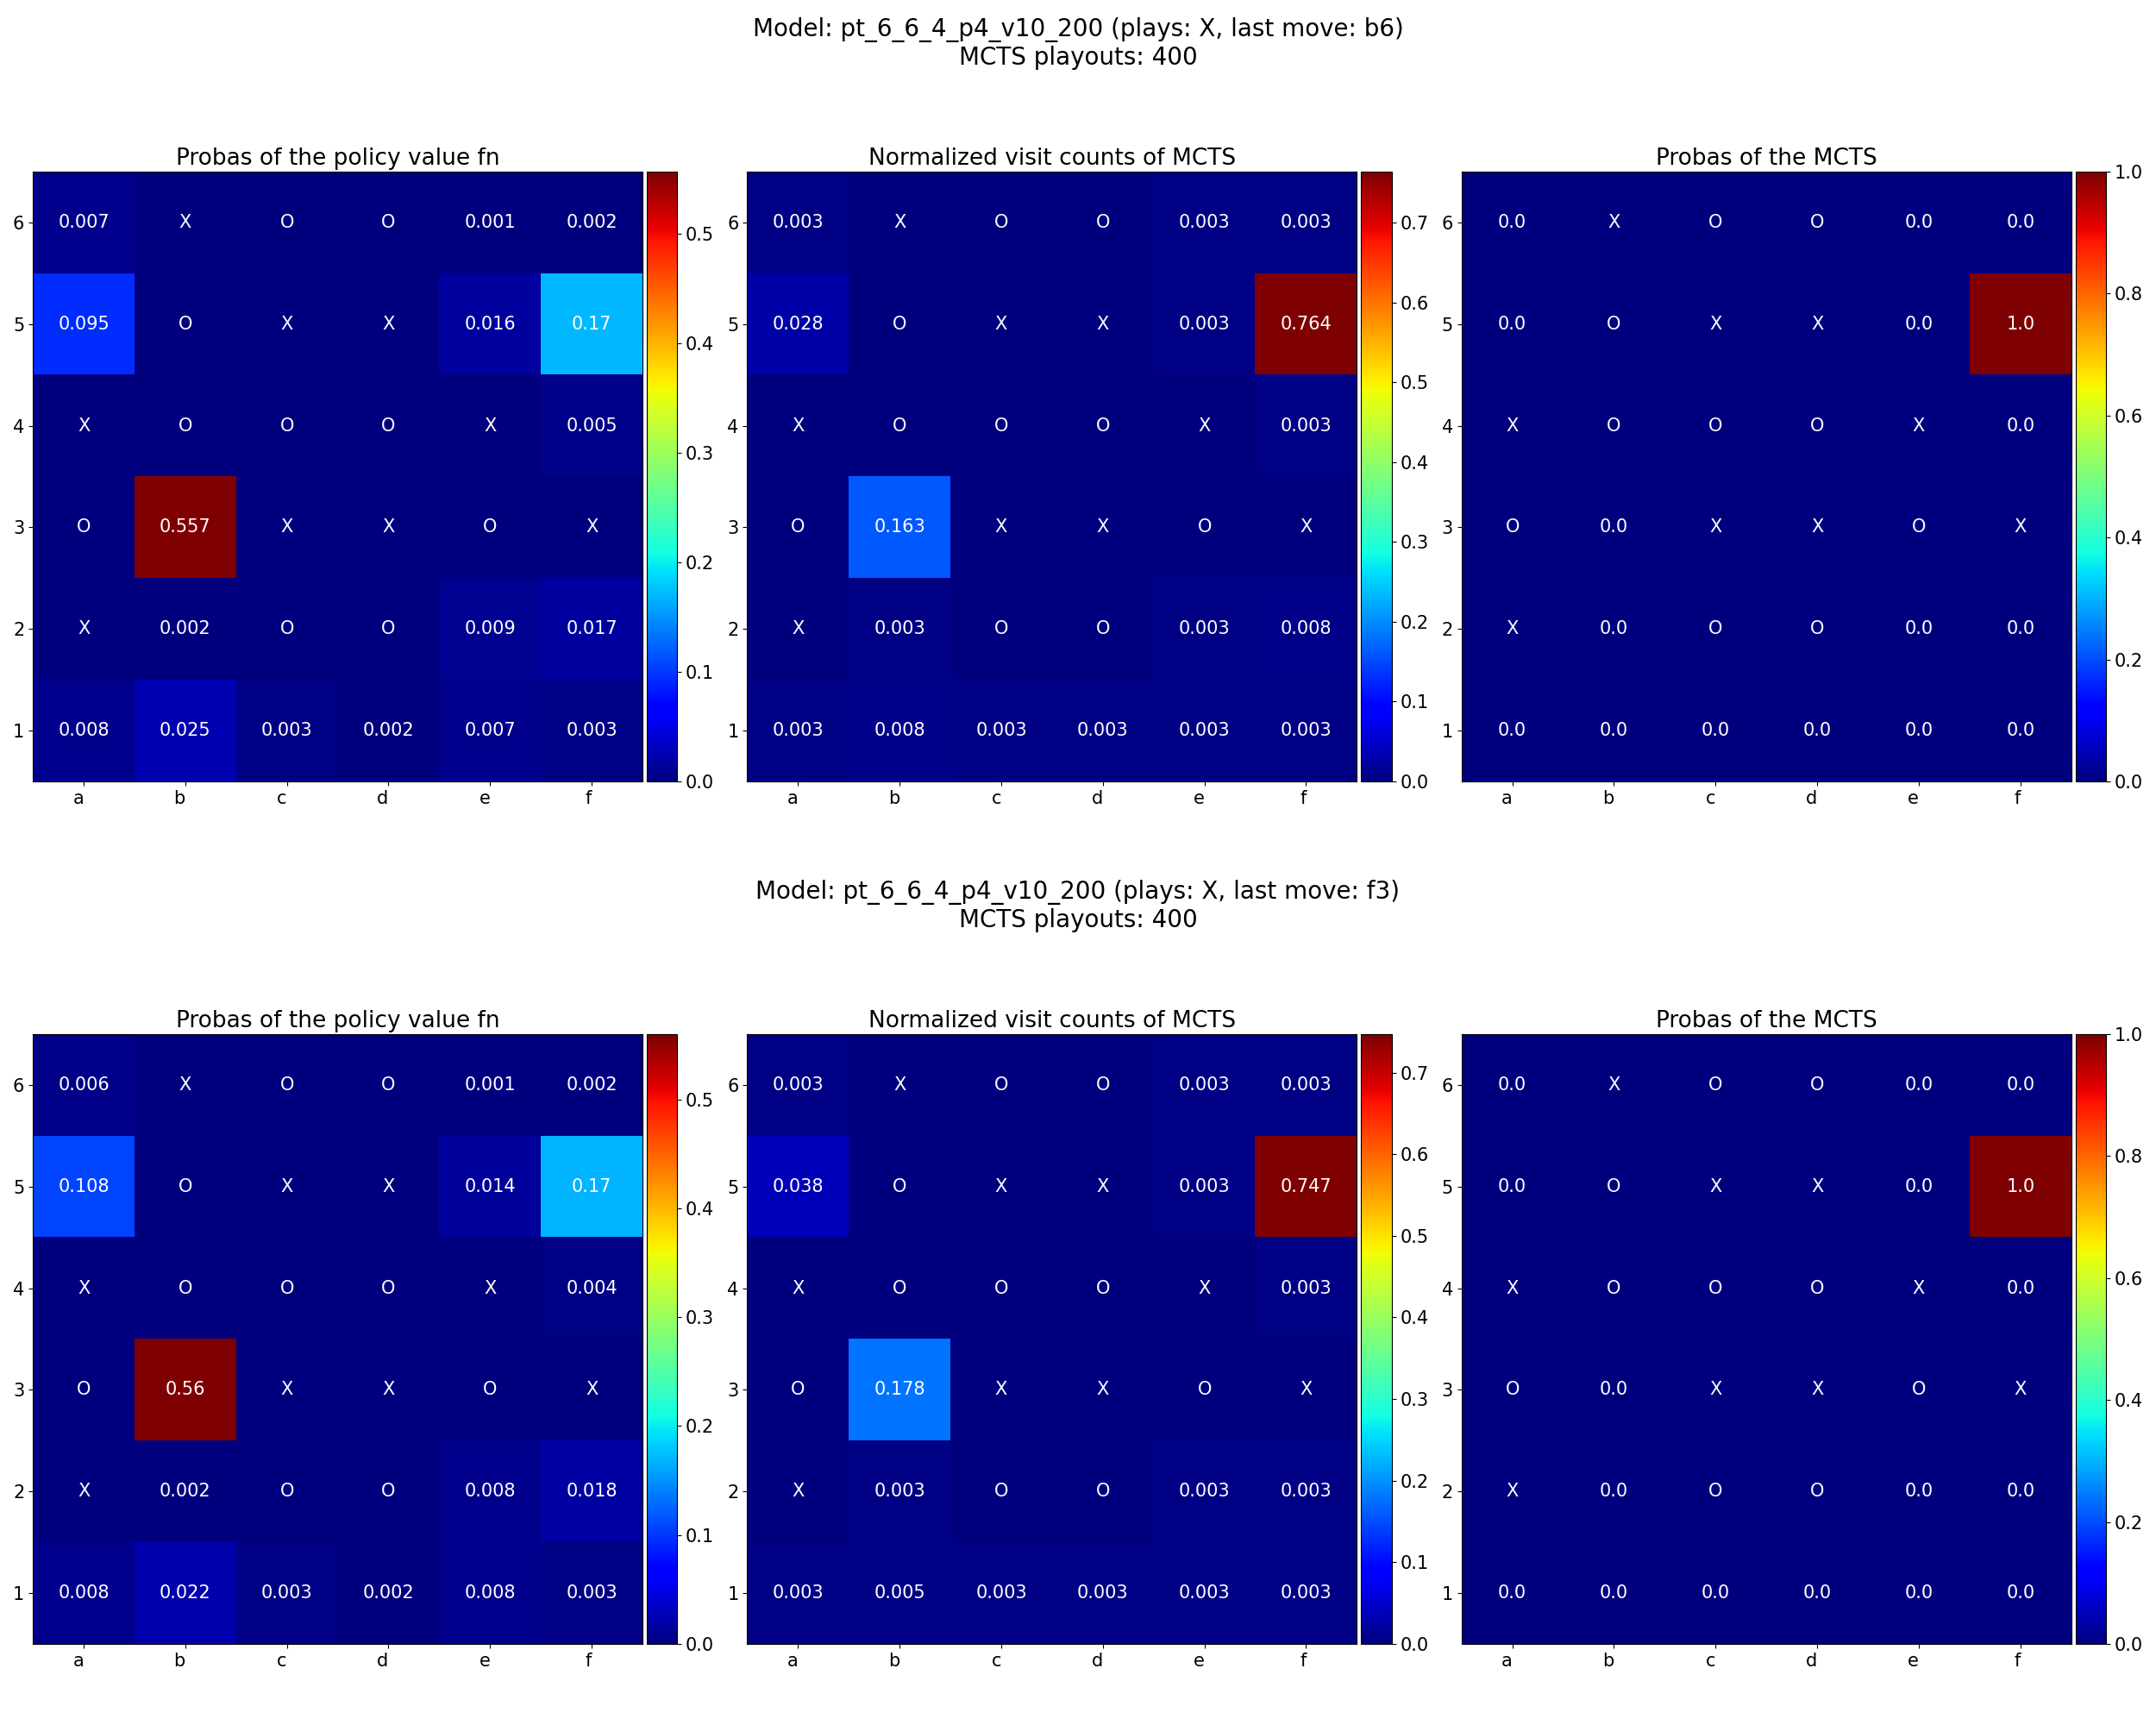 Model: pt_6_6_4_p4_v10_200 (plays: X, last move: b6)
MCTS playouts: 400
Probas of the policy value fn
6 0.007 X O O 0.001 0.002
5 0.095 O X X 0.016 0.17
4 X O O O X 0.005
3 O 0.557 X X O X
2 X 0.002 O O 0.009 0.017
1 0.008 0.025 0.003 0.002 0.007 0.003
a b c d e f
0.5
0.4
0.3
0.2
0.1
0.0
Normalized visit counts of MCTS
6 0.003 X O O 0.003 0.003
5 0.028 O X X 0.003 0.764
4 X O O O X 0.003
3 O 0.163 X X O X
2 X 0.003 O O 0.003 0.008
1 0.003 0.008 0.003 0.003 0.003 0.003
a b c d e f
0.7
0.6
0.5
0.4
0.3
0.2
0.1
0.0
Probas of the MCTS
6 0.0 X O O 0.0 0.0
5 0.0 O X X 0.0 1.0
4 X O O O X 0.0
3 O 0.0 X X O X
2 X 0.0 O O 0.0 0.0
1 0.0 0.0 0.0 0.0 0.0 0.0
a b c d e f
1.0
0.8
0.6
0.4
0.2
0.0
Model: pt_6_6_4_p4_v10_200 (plays: X, last move: f3)
MCTS playouts: 400
Probas of the policy value fn
6 0.006 X O O 0.001 0.002
5 0.108 O X X 0.014 0.17
4 X O O O X 0.004
3 O 0.56 X X O X
2 X 0.002 O O 0.008 0.018
1 0.008 0.022 0.003 0.002 0.008 0.003
a b c d e f
0.5
0.4
0.3
0.2
0.1
0.0
Normalized visit counts of MCTS
6 0.003 X O O 0.003 0.003
5 0.038 O X X 0.003 0.747
4 X O O O X 0.003
3 O 0.178 X X O X
2 X 0.003 O O 0.003 0.003
1 0.003 0.005 0.003 0.003 0.003 0.003
a b c d e f
0.7
0.6
0.5
0.4
0.3
0.2
0.1
0.0
Probas of the MCTS
6 0.0 X O O 0.0 0.0
5 0.0 O X X 0.0 1.0
4 X O O O X 0.0
3 O 0.0 X X O X
2 X 0.0 O O 0.0 0.0
1 0.0 0.0 0.0 0.0 0.0 0.0
a b c d e f
1.0
0.8
0.6
0.4
0.2
0.0